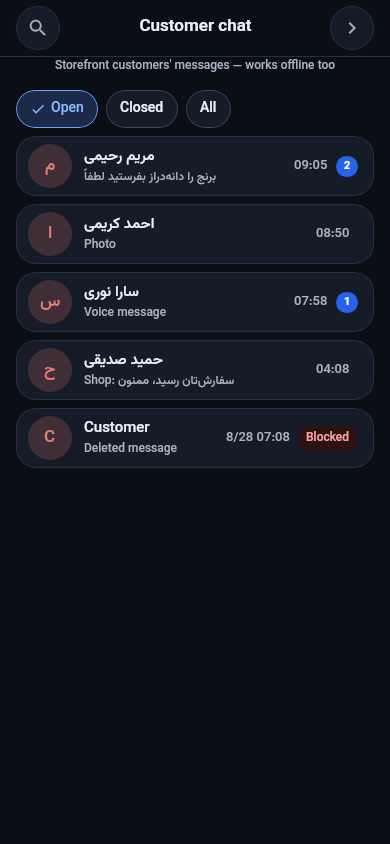 Customer chat
Storefront customers' messages — works offline too
Open
Closed
All
م
مریم رحیمی
برنج را دانه‌دراز بفرستید لطفاً
09:05
2
ا
احمد کریمی
Photo
08:50
س
سارا نوری
Voice message
07:58
1
ح
حمید صدیقی
Shop: سفارش‌تان رسید، ممنون
04:08
C
Customer
Deleted message
8/28 07:08
Blocked